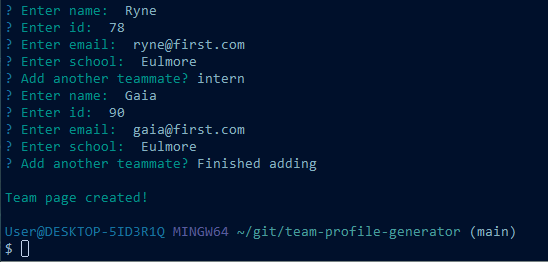 ? Enter name:  Ryne
? Enter id:  78
? Enter email:  ryne@first.com
? Enter school:  Eulmore
? Add another teammate? intern
? Enter name:  Gaia
? Enter id:  90
? Enter email:  gaia@first.com
? Enter school:  Eulmore
? Add another teammate? Finished adding
Team page created!
User@DESKTOP-5ID3R1Q MINGW64 ~/git/team-profile-generator (main)
$